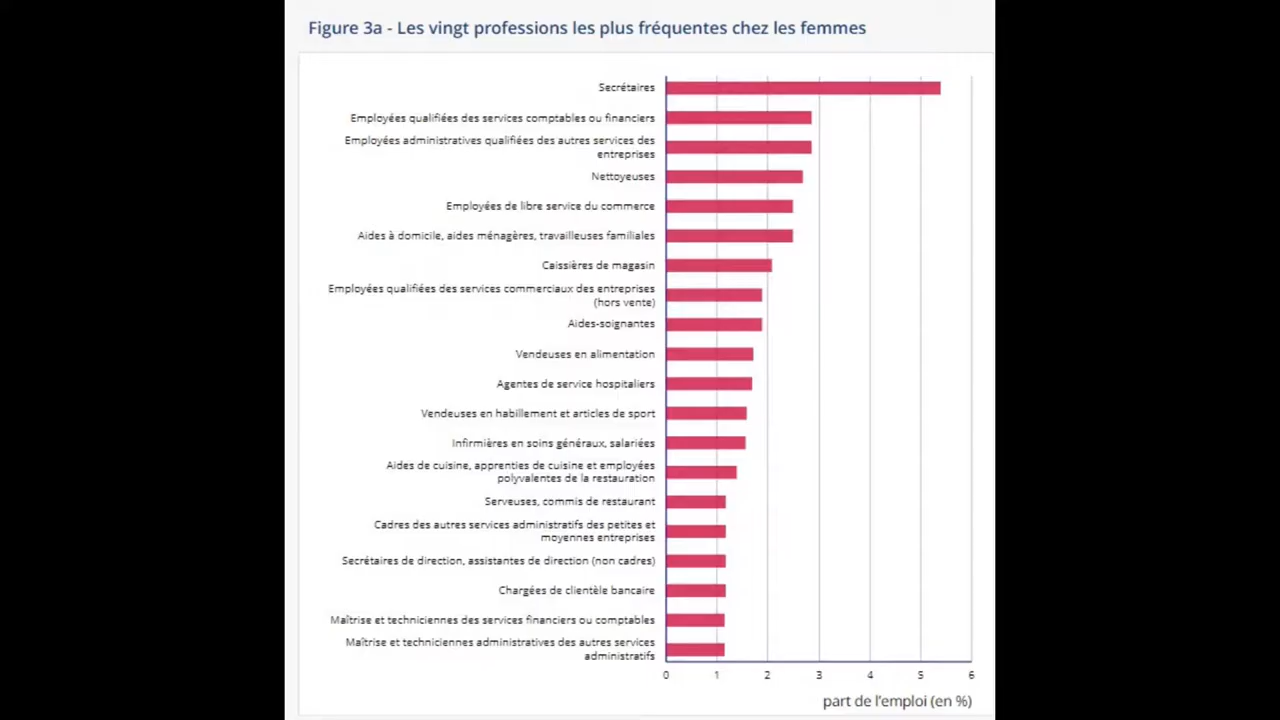 Figure 3a - Les vingt professions les plus fréquentes chez les femmes
Secrétaires
Employées qualifiées des services comptables ou financiers
Employées administratives qualifiées des autres services des
entreprises
Nettoyeuses
Employées de libre service du commerce
Aides à domicile, aides ménagères, travailleuses familiales
Caissières de magasin
Employées qualifiées des services commerciaux des entreprises
(hors vente)
Aides-soignantes
Vendeuses en alimentation
Agentes de service hospitaliers
Vendeuses en habillement et articles de sport
Infirmières en soins généraux, salariées
Aides de cuisine, apprenties de cuisine et employées
polyvalentes de la restauration
Serveuses, commis de restaurant
Cadres des autres services administratifs des petites et
moyennes entreprises
Secrétaires de direction, assistantes de direction (non cadres)
Chargées de clientèle bancaire
Maîtrise et techniciennes des services financiers ou comptables
Maîtrise et techniciennes administratives des autres services
administratifs
0 1 2 3 4 5 6
part de l'emploi (en %)